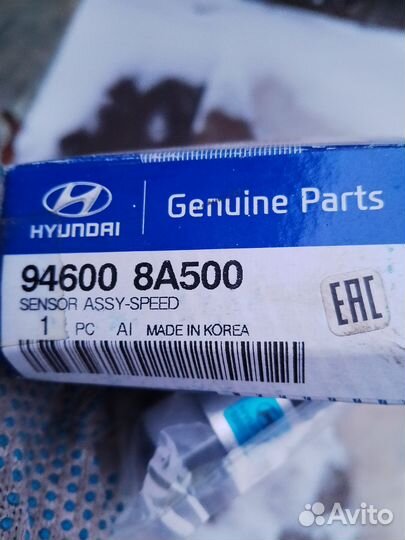 HYUNDAI
Genuine Parts
94600 8A500
SENSOR ASSY-SPEED
1 PC AI MADE IN KOREA
EAC
Avito